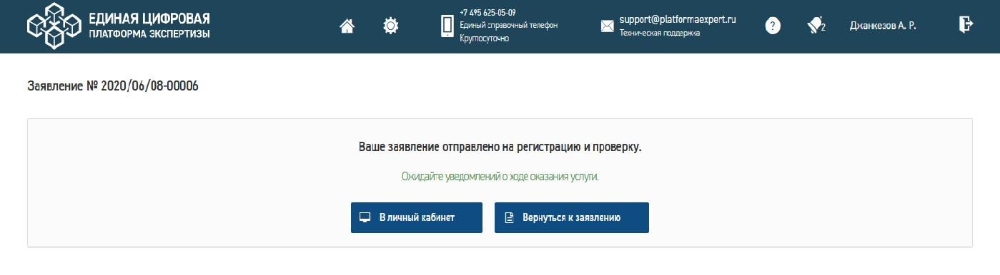 ЕДИНАЯ ЦИФРОВАЯ
ПЛАТФОРМА ЭКСПЕРТИЗЫ
+7 495 625-05-09
Единый справочный телефон
Круглосуточно
support@platformaexpert.ru
Техническая поддержка
?
2
Джанкезов А. Р.
Заявление № 2020/06/08-00006
Ваше заявление отправлено на регистрацию и проверку.
Ожидайте уведомлений о ходе оказания услуги.
В личный кабинет
Вернуться к заявлению